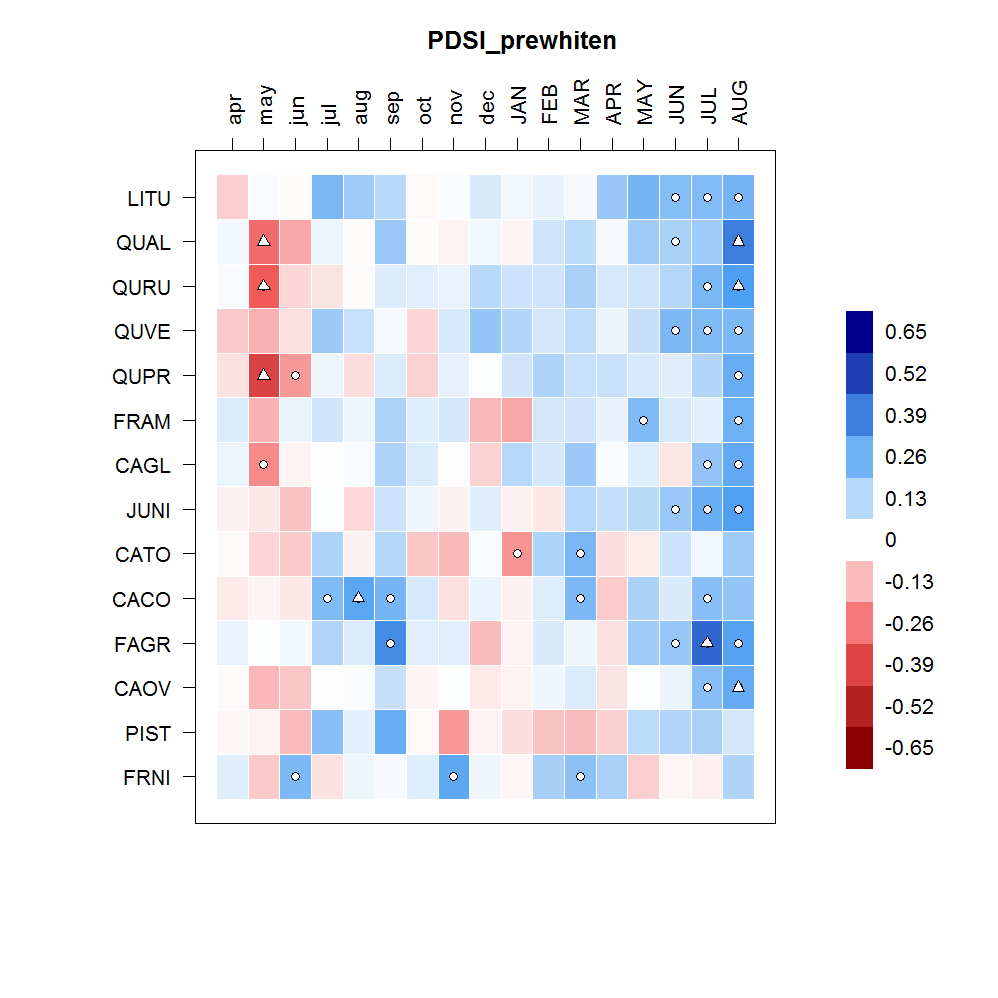 PDSI_prewhiten
apr may jun jul aug sep oct nov dec JAN FEB MAR APR MAY JUN JUL AUG
LITU
QUAL
QURU
QUVE
QUPR
FRAM
CAGL
JUNI
CATO
CACO
FAGR
CAOV
PIST
FRNI
0.65
0.52
0.39
0.26
0.13
0
-0.13
-0.26
-0.39
-0.52
-0.65